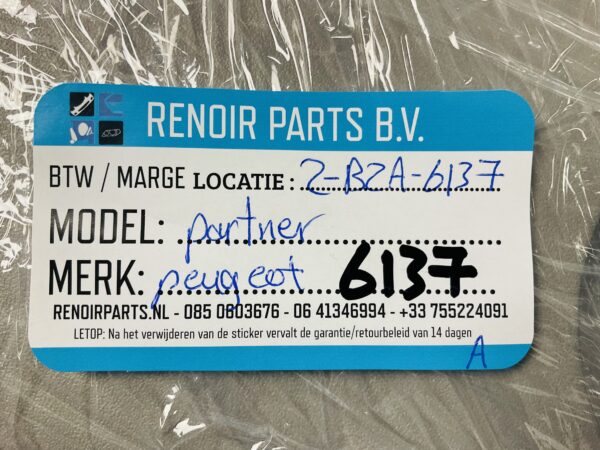 RENOIR PARTS B.V.
BTW / MARGE LOCATIE: 2-BZA-6137
MODEL: partner
MERK: peugeot 6137
RENOIRPARTS.NL - 085 0603676 - 06 41346994 - +33 755224091
LETOP: Na het verwijderen van de sticker vervalt de garantie/retourbeleid van 14 dagen
A